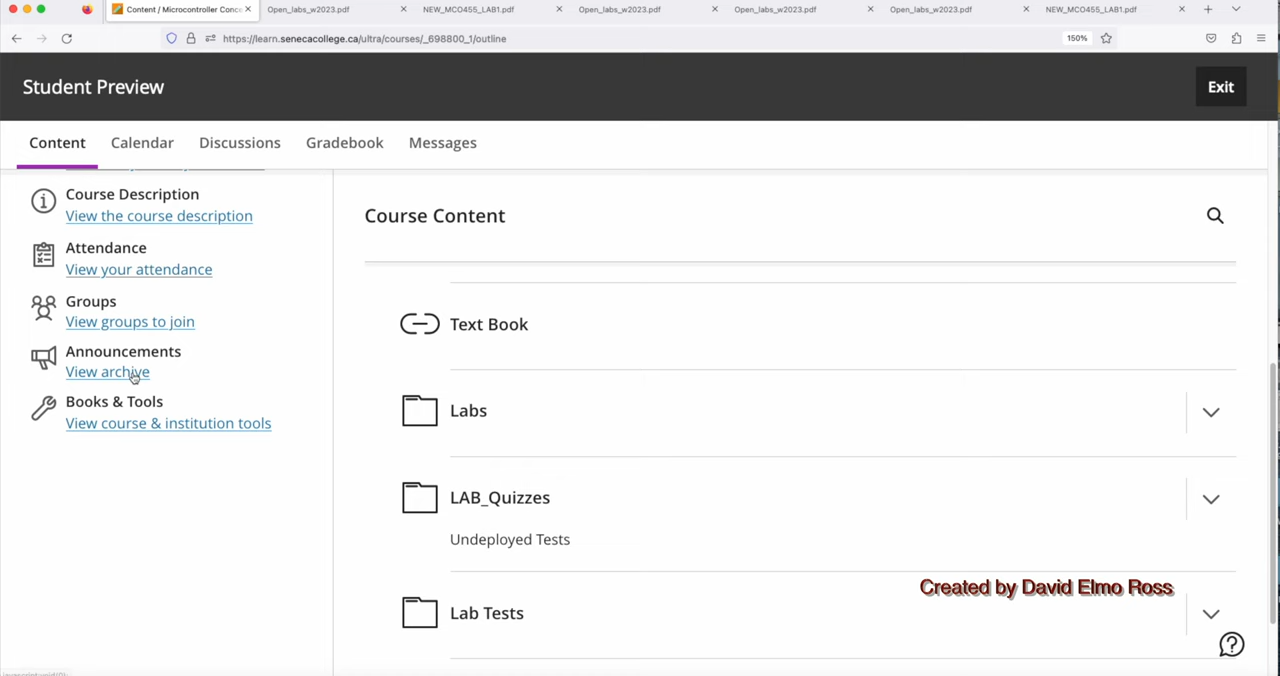 Content / Microcontroller Conce
Open_labs_w2023.pdf
NEW_MCO455_LAB1.pdf
Open_labs_w2023.pdf
Open_labs_w2023.pdf
Open_labs_w2023.pdf
NEW_MCO455_LAB1.pdf
https://learn.senecacollege.ca/ultra/courses/_698800_1/outline
150%
Student Preview
Exit
Content
Calendar
Discussions
Gradebook
Messages
Course Description
View the course description
Attendance
View your attendance
Groups
View groups to join
Announcements
View archive
Books & Tools
View course & institution tools
Course Content
Text Book
Labs
LAB_Quizzes
Undeployed Tests
Created by David Elmo Ross
Lab Tests